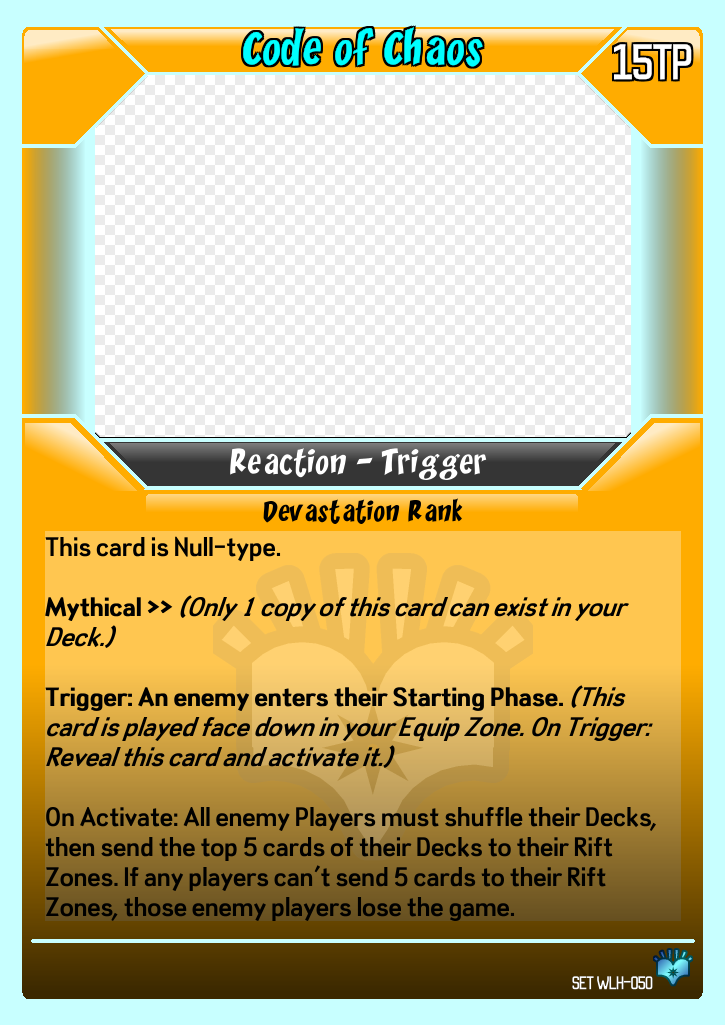 Code of Chaos
15TP
Reaction - Trigger
Devastation Rank
This card is Null-type.
Mythical >> (Only 1 copy of this card can exist in your
Deck.)
Trigger: An enemy enters their Starting Phase. (This
card is played face down in your Equip Zone. On Trigger:
Reveal this card and activate it.)
On Activate: All enemy Players must shuffle their Decks,
then send the top 5 cards of their Decks to their Rift
Zones. If any players can't send 5 cards to their Rift
Zones, those enemy players lose the game.
SET WLH-050